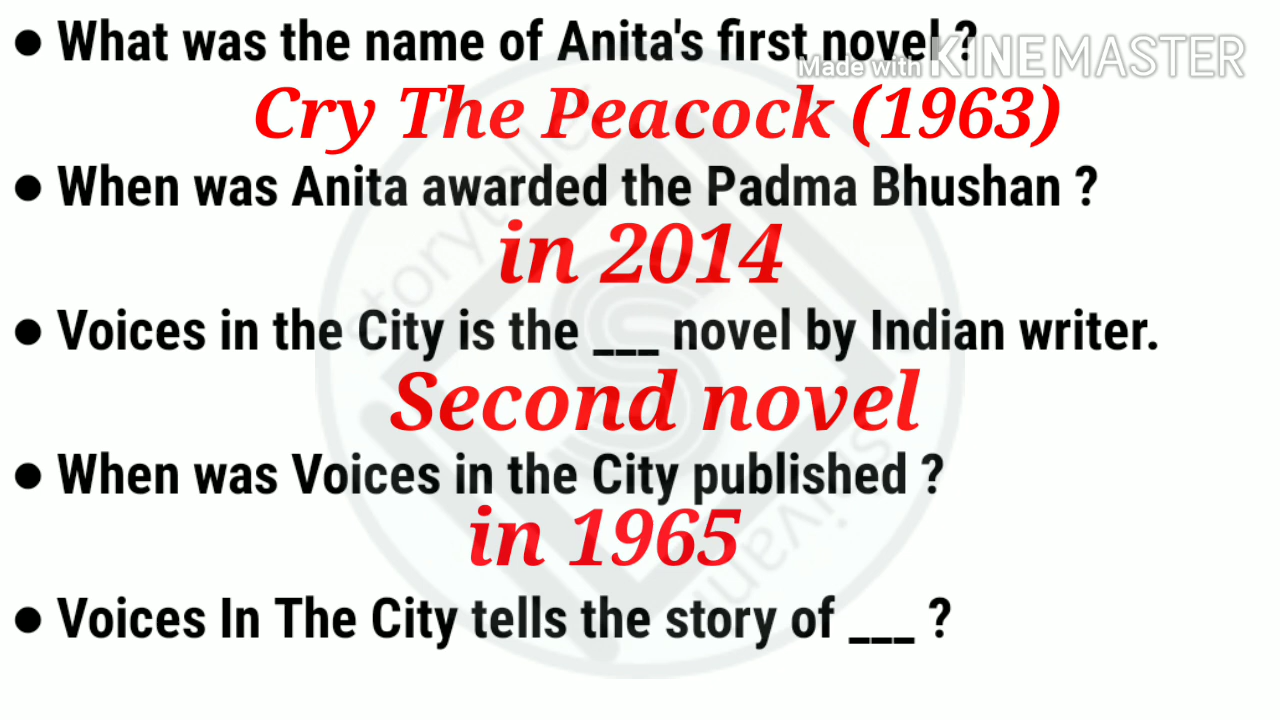 ● What was the name of Anita's first novel ?
Made with KINEMASTER
Cry The Peacock (1963)
● When was Anita awarded the Padma Bhushan ?
in 2014
● Voices in the City is the ___ novel by Indian writer.
Second novel
● When was Voices in the City published ?
in 1965
● Voices In The City tells the story of ___ ?